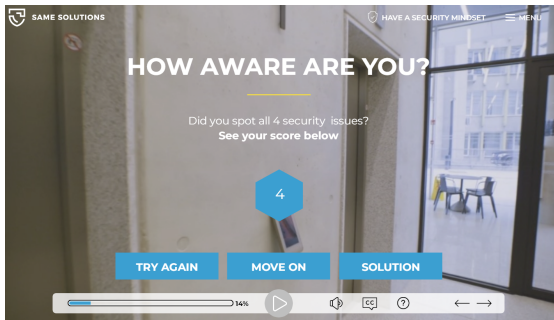 SAME SOLUTIONS
HAVE A SECURITY MINDSET
MENU
HOW AWARE ARE YOU?
Did you spot all 4 security issues?
See your score below
4
TRY AGAIN
MOVE ON
SOLUTION
14%
CC
?